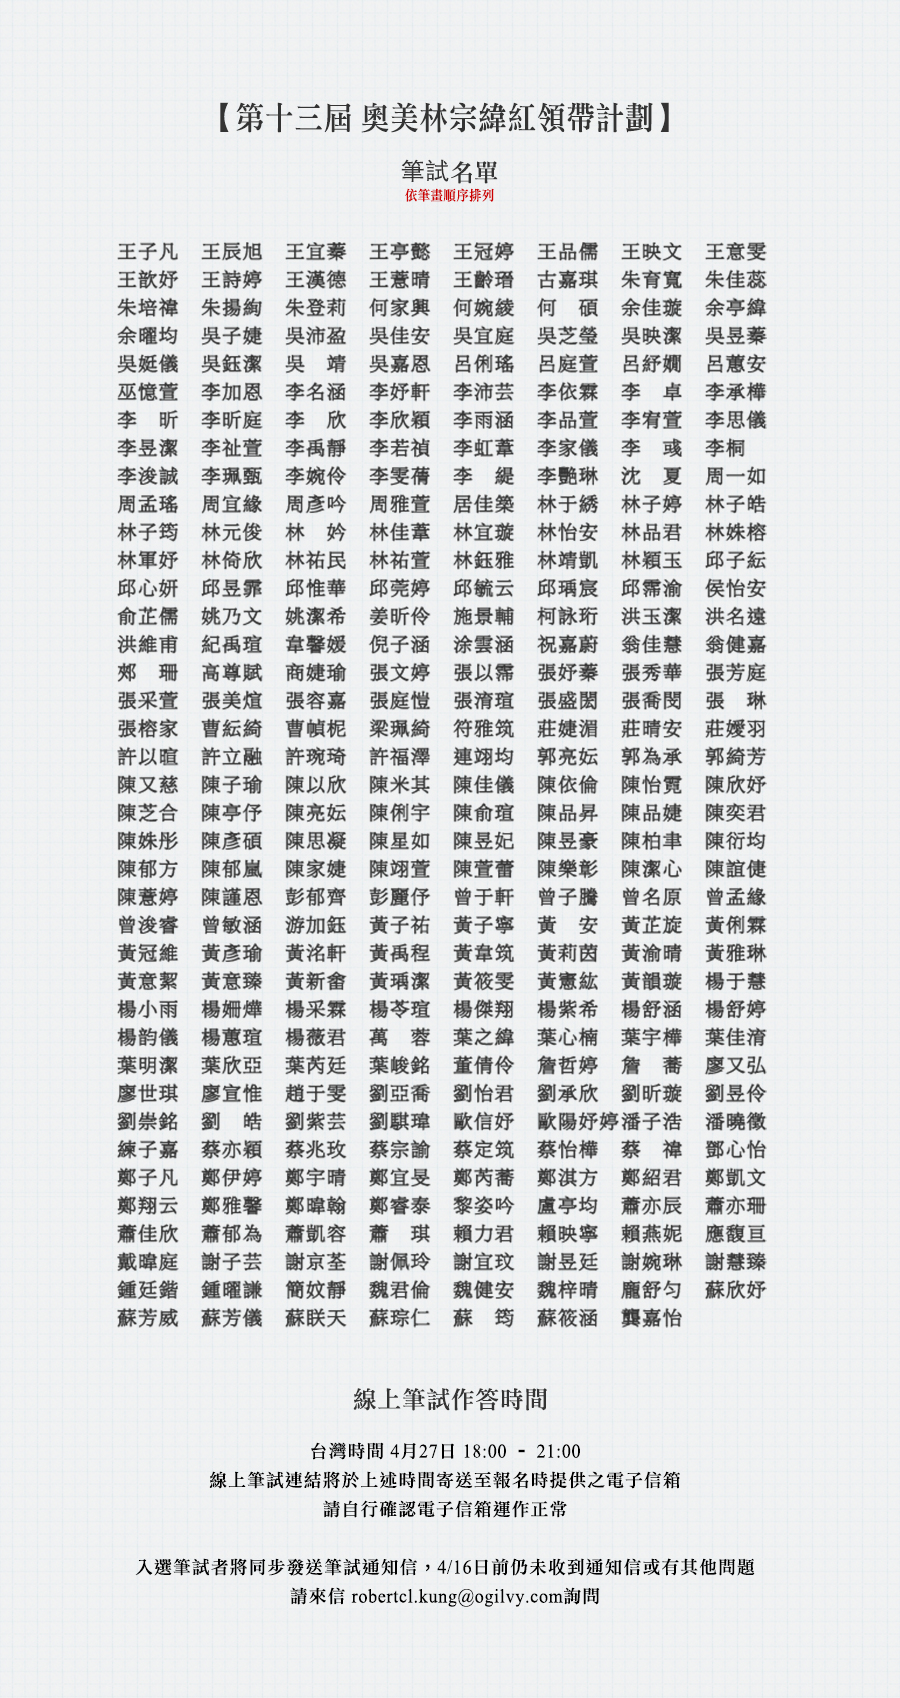 【第十三屆 奧美林宗緯紅領帶計劃】
筆試名單
依筆畫順序排列
王子凡 王辰旭 王宜蓁 王亭懿 王冠婷 王品儒 王映文 王意雯
王歆妤 王詩婷 王漢德 王薏晴 王齡瑨 古嘉琪 朱育寬 朱佳蕊
朱培禕 朱揚絢 朱登莉 何家興 何婉綾 何　碩 余佳璇 余亭緯
余曜均 吳子婕 吳沛盈 吳佳安 吳宜庭 吳芝瑩 吳映潔 吳昱蓁
吳娗儀 吳鈺潔 吳　靖 吳嘉恩 呂俐瑤 呂庭萱 呂紓嫺 呂蕙安
巫憶萱 李加恩 李名涵 李妤軒 李沛芸 李依霖 李　卓 李承樺
李　昕 李昕庭 李　欣 李欣穎 李雨涵 李品萱 李宥萱 李思儀
李昱潔 李祉萱 李禹靜 李若禎 李虹葦 李家儀 李　彧 李桐
李浚誠 李珮甄 李婉伶 李雯蒨 李　緹 李艷琳 沈　夏 周一如
周孟瑤 周宜緣 周彥吟 周雅萱 居佳築 林于綉 林子婷 林子皓
林子筠 林元俊 林　妗 林佳葦 林宜璇 林怡安 林品君 林姝榕
林軍妤 林倚欣 林祐民 林祐萱 林鈺雅 林靖凱 林穎玉 邱子紜
邱心妍 邱昱霏 邱惟華 邱莞婷 邱毓云 邱瑀宸 邱霈渝 侯怡安
俞芷儒 姚乃文 姚潔希 姜昕伶 施景輔 柯詠珩 洪玉潔 洪名遠
洪維甫 紀禹瑄 韋馨媛 倪子涵 涂雲涵 祝嘉蔚 翁佳慧 翁健嘉
郟　珊 高尊賦 商婕瑜 張文婷 張以霈 張妤蓁 張秀華 張芳庭
張采萱 張美煊 張容嘉 張庭愷 張淯瑄 張盛閎 張喬閔 張　琳
張榕家 曹紜綺 曹幀柅 梁珮綺 符雅筑 莊婕湄 莊晴安 莊嬡羽
許以暄 許立融 許琬琦 許福澤 連翊均 郭亮妘 郭為承 郭綺芳
陳又慈 陳子瑜 陳以欣 陳米其 陳佳儀 陳依倫 陳怡霓 陳欣妤
陳芝合 陳亭伃 陳亮妘 陳俐宇 陳俞瑄 陳品昇 陳品婕 陳奕君
陳姝彤 陳彥碩 陳思凝 陳星如 陳昱妃 陳昱豪 陳柏聿 陳衍均
陳郁方 陳郁嵐 陳家婕 陳翊萱 陳萱蕾 陳樂彰 陳潔心 陳誼倢
陳薏婷 陳謹恩 彭郁齊 彭麗伃 曾于軒 曾子騰 曾名原 曾孟緣
曾浚睿 曾敏涵 游加鈺 黃子祐 黃子寧 黃　安 黃芷旋 黃俐霖
黃冠維 黃彥瑜 黃洺軒 黃禹程 黃韋筑 黃莉茵 黃渝晴 黃雅琳
黃意絜 黃意臻 黃新畬 黃瑀潔 黃筱雯 黃憲紘 黃韻璇 楊于慧
楊小雨 楊姍燁 楊采霖 楊苓瑄 楊傑翔 楊紫希 楊舒涵 楊舒婷
楊韵儀 楊蕙瑄 楊薇君 萬　蓉 葉之緯 葉心楠 葉宇樺 葉佳淯
葉明潔 葉欣亞 葉芮廷 葉峻銘 董倩伶 詹哲婷 詹　蕎 廖又弘
廖世琪 廖宣惟 趙于雯 劉亞喬 劉怡君 劉承欣 劉昕璇 劉昱伶
劉崇銘 劉　皓 劉紫芸 劉騏瑋 歐信妤 歐陽妤婷 潘子浩 潘曉徵
練子嘉 蔡亦穎 蔡兆玫 蔡宗諭 蔡定筑 蔡怡樺 蔡　禕 鄧心怡
鄭子凡 鄭伊婷 鄭宇晴 鄭宜旻 鄭芮蕎 鄭淇方 鄭紹君 鄭凱文
鄭翔云 鄭雅馨 鄭暐翰 鄭睿泰 黎姿吟 盧亭均 蕭亦辰 蕭亦珊
蕭佳欣 蕭郁為 蕭凱容 蕭　琪 賴力君 賴映寧 賴燕妮 應馥亘
戴暐庭 謝子芸 謝京荃 謝佩玲 謝宜玟 謝昱廷 謝婉琳 謝慧臻
鍾廷鍇 鍾曜謙 簡妏靜 魏君倫 魏健安 魏梓晴 龐舒勻 蘇欣妤
蘇芳威 蘇芳儀 蘇眹天 蘇琮仁 蘇　筠 蘇筱涵 龔嘉怡
線上筆試作答時間
台灣時間 4月27日 18:00 - 21:00
線上筆試連結將於上述時間寄送至報名時提供之電子信箱
請自行確認電子信箱運作正常
入選筆試者將同步發送筆試通知信，4/16日前仍未收到通知信或有其他問題
請來信 robertcl.kung@ogilvy.com詢問